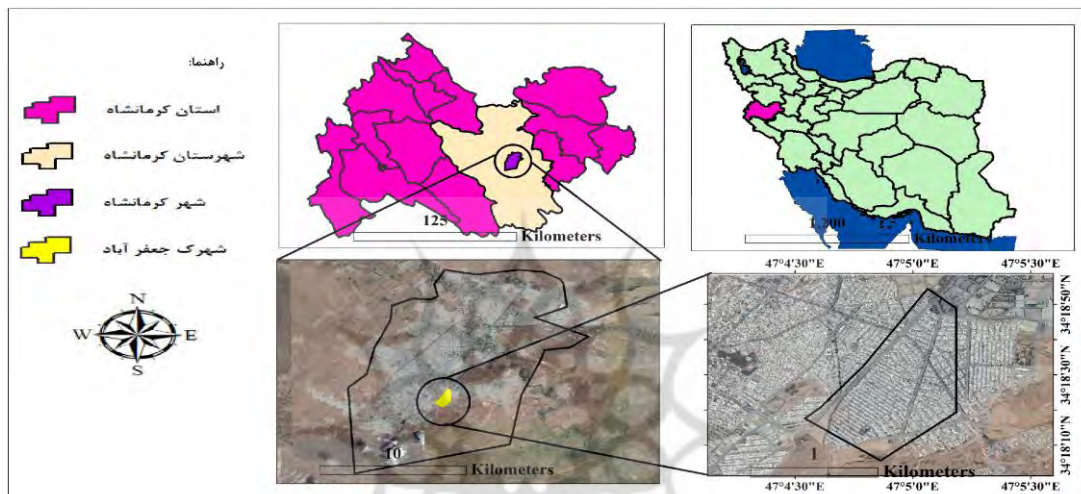 راهنما:
استان کرمانشاه
شهرستان کرمانشاه
شهر کرمانشاه
شهرک جعفر آباد
N
W E
S
125
Kilometers
1,200
Kilometers
10
Kilometers
47°4'30"E 47°5'0"E 47°5'30"E
34°18'50"N
34°18'30"N
34°18'10"N
1
Kilometers
47°4'30"E 47°5'0"E 47°5'30"E